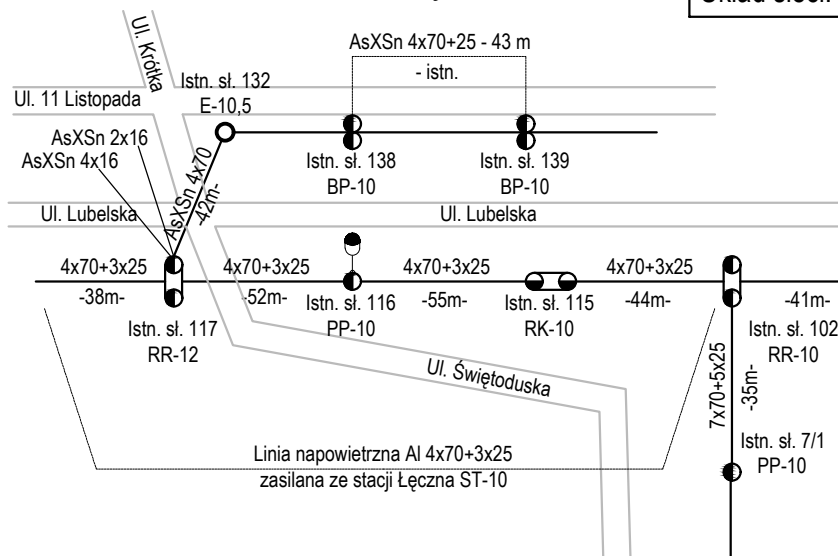 Ul. Krótka
AsXSn 4x70+25 - 43 m
- istn.
Istn. sł. 132
E-10,5
Ul. 11 Listopada
AsXSn 2x16
AsXSn 4x16
AsXSn 4x70
-42m-
Istn. sł. 138
BP-10
Istn. sł. 139
BP-10
Ul. Lubelska
Ul. Lubelska
4x70+3x25
-38m-
4x70+3x25
-52m-
4x70+3x25
-55m-
4x70+3x25
-44m-
-41m-
Istn. sł. 117
RR-12
Istn. sł. 116
PP-10
Istn. sł. 115
RK-10
Istn. sł. 102
RR-10
Ul. Świętoduska
7x70+5x25
-35m-
Istn. sł. 7/1
PP-10
Linia napowietrzna Al 4x70+3x25
zasilana ze stacji Łęczna ST-10